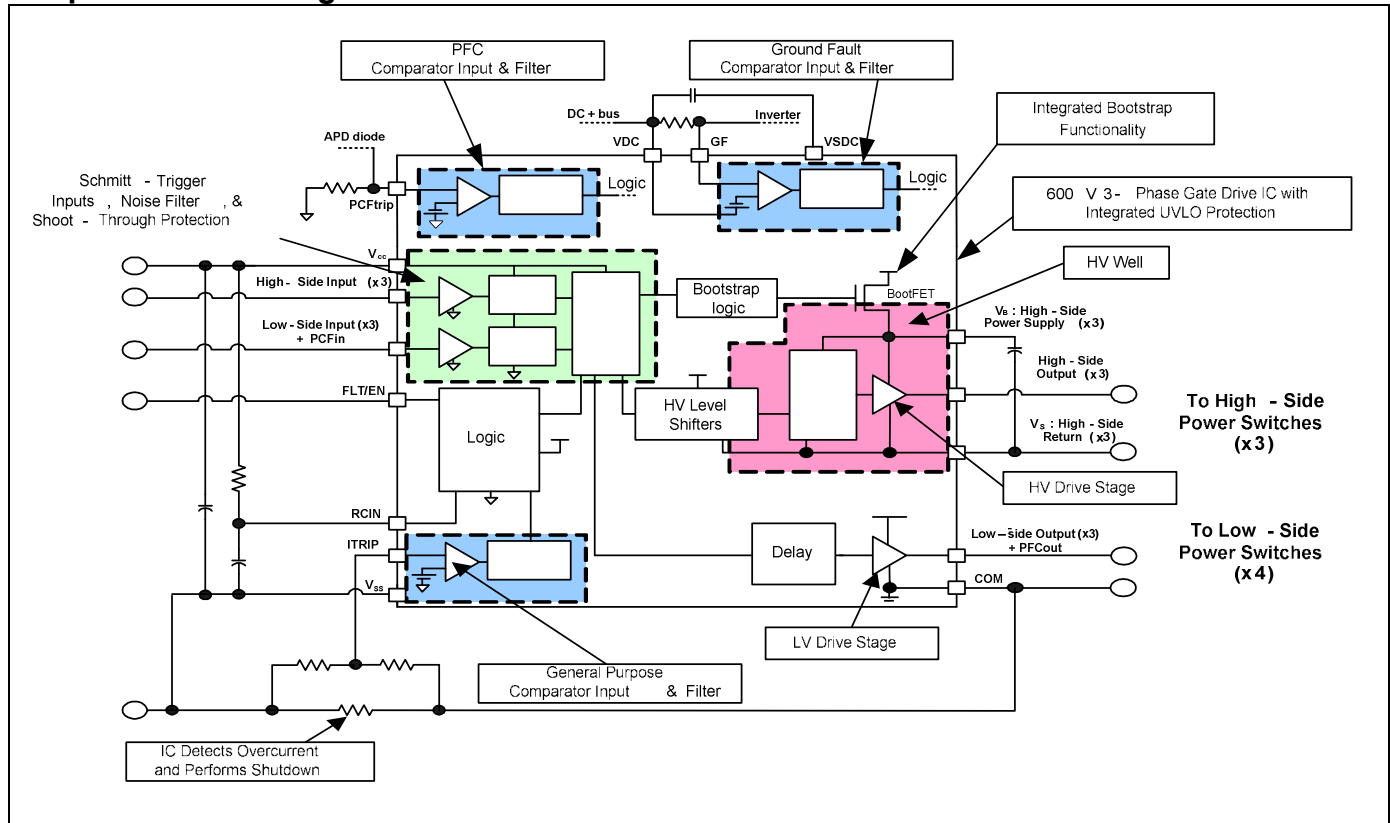 PFC
Comparator Input & Filter
Ground Fault
Comparator Input & Filter
Integrated Bootstrap
Functionality
DC + bus
Inverter
APD diode
VDC
GF
VSDC
Schmitt - Trigger
Inputs , Noise Filter , &
Shoot - Through Protection
PCFtrip
Logic
Logic
600 V 3 - Phase Gate Drive IC with
Integrated UVLO Protection
HV Well
Vcc
High - Side Input (x3)
Bootstrap
logic
BootFET
VB : High - Side
Power Supply (x3)
Low - Side Input (x3)
+ PCFin
High - Side
Output (x3)
FLT/EN
HV Level
Shifters
To High - Side
Power Switches
(x3)
Logic
VS : High - Side
Return (x3)
HV Drive Stage
RCIN
ITRIP
Delay
Low - Side Output (x3)
+ PFCout
To Low - Side
Power Switches
(x4)
Vss
COM
LV Drive Stage
General Purpose
Comparator Input & Filter
IC Detects Overcurrent
and Performs Shutdown